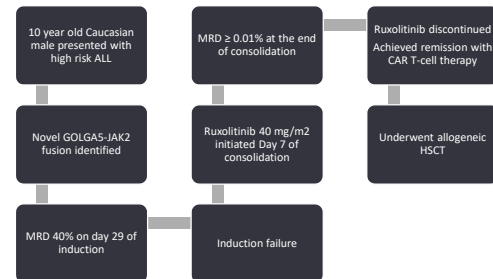 10 year old Caucasian
male presented with
high risk ALL
Novel GOLGA5-JAK2
fusion identified
MRD 40% on day 29 of
induction
Induction failure
Ruxolitinib 40 mg/m2
initiated Day 7 of
consolidation
MRD ≥ 0.01% at the end
of consolidation
Ruxolitinib discontinued
Achieved remission with
CAR T-cell therapy
Underwent allogeneic
HSCT